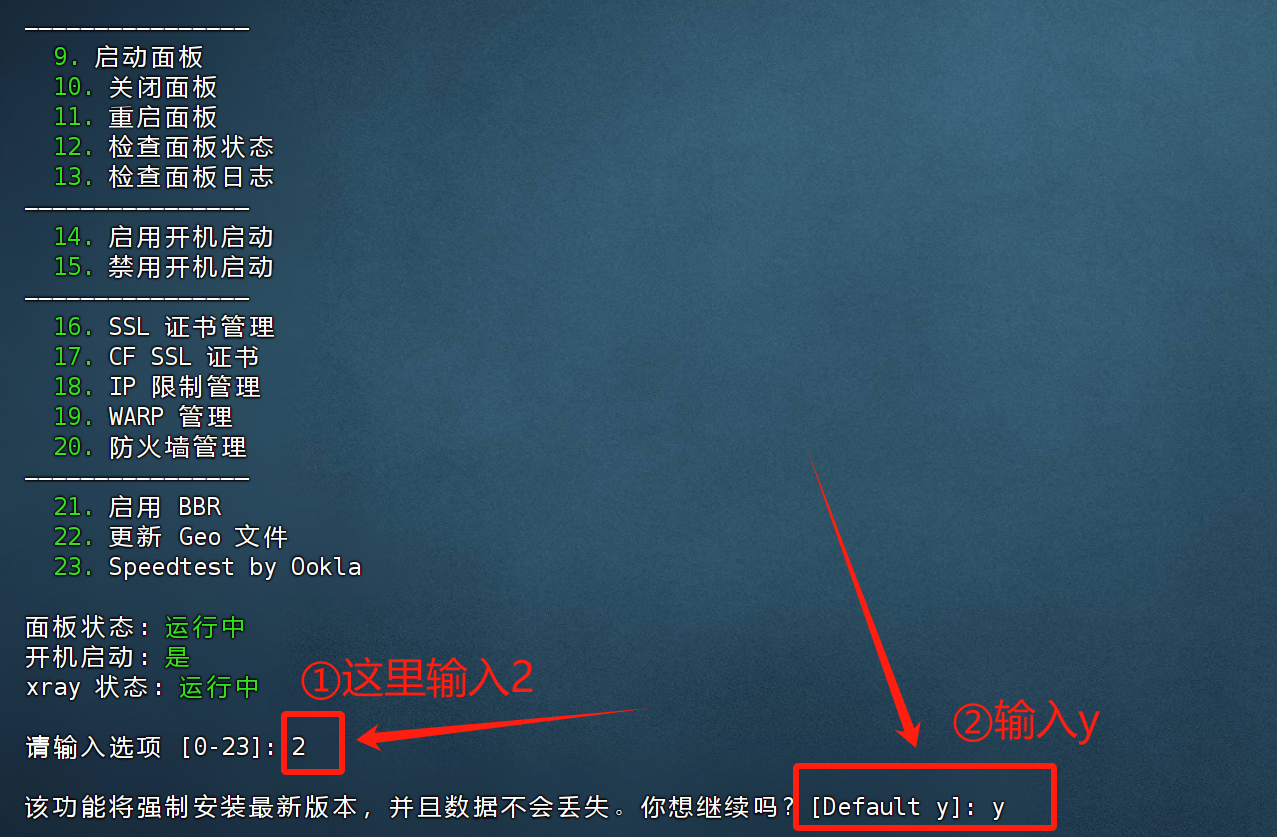 9. 启动面板
10. 关闭面板
11. 重启面板
12. 检查面板状态
13. 检查面板日志
14. 启用开机启动
15. 禁用开机启动
16. SSL 证书管理
17. CF SSL 证书
18. IP 限制管理
19. WARP 管理
20. 防火墙管理
21. 启用 BBR
22. 更新 Geo 文件
23. Speedtest by Ookla
面板状态: 运行中
开机启动: 是
xray 状态: 运行中
①这里输入2
请输入选项 [0-23]: 2
②输入y
该功能将强制安装最新版本，并且数据不会丢失。你想继续吗？[Default y]: y